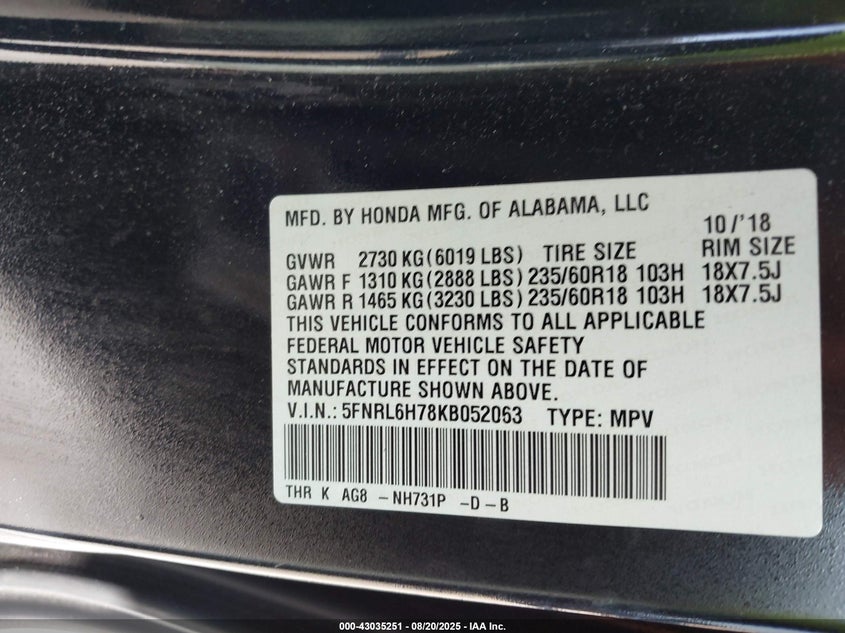 MFD. BY HONDA MFG. OF ALABAMA, LLC
10/'18
GVWR 2730 KG(6019 LBS) TIRE SIZE RIM SIZE
GAWR F 1310 KG(2888 LBS) 235/60R18 103H 18X7.5J
GAWR R 1465 KG(3230 LBS) 235/60R18 103H 18X7.5J
THIS VEHICLE CONFORMS TO ALL APPLICABLE
FEDERAL MOTOR VEHICLE SAFETY
STANDARDS IN EFFECT ON THE DATE OF
MANUFACTURE SHOWN ABOVE.
V.I.N.: 5FNRL6H78KB052063 TYPE: MPV
THR K AG8 - NH731P -D-B
000-43035251 - 08/20/2025 - IAA Inc.